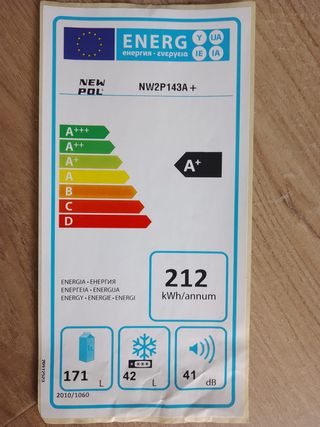 ENERG Y IJA IE IA
енергия · ενεργεια
NEW POL® NW2P143A+
A+++
A++
A+ A+
A
B
C
D
ENERGIA · ЕНЕРГИЯ
ΕΝΕΡΓΕΙΑ · ENERGIJA
ENERGY · ENERGIE · ENERGI
212
kWh/annum
171 L 42 L 41 dB
2010/1060